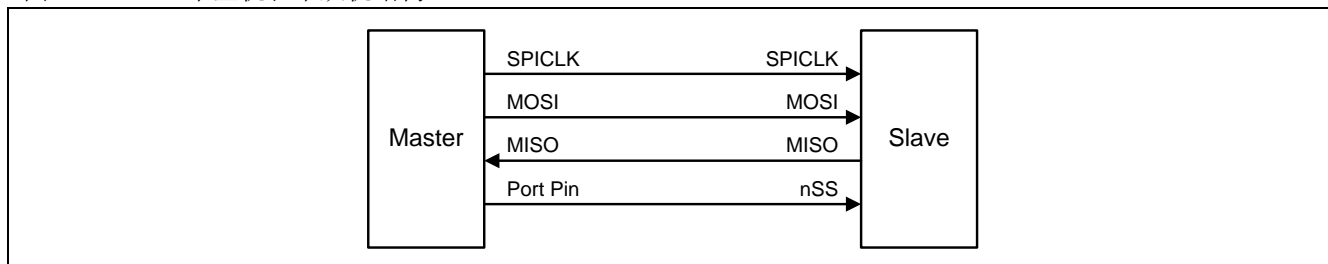 SPICLK SPICLK
MOSI MOSI
Master MISO MISO Slave
Port Pin nSS